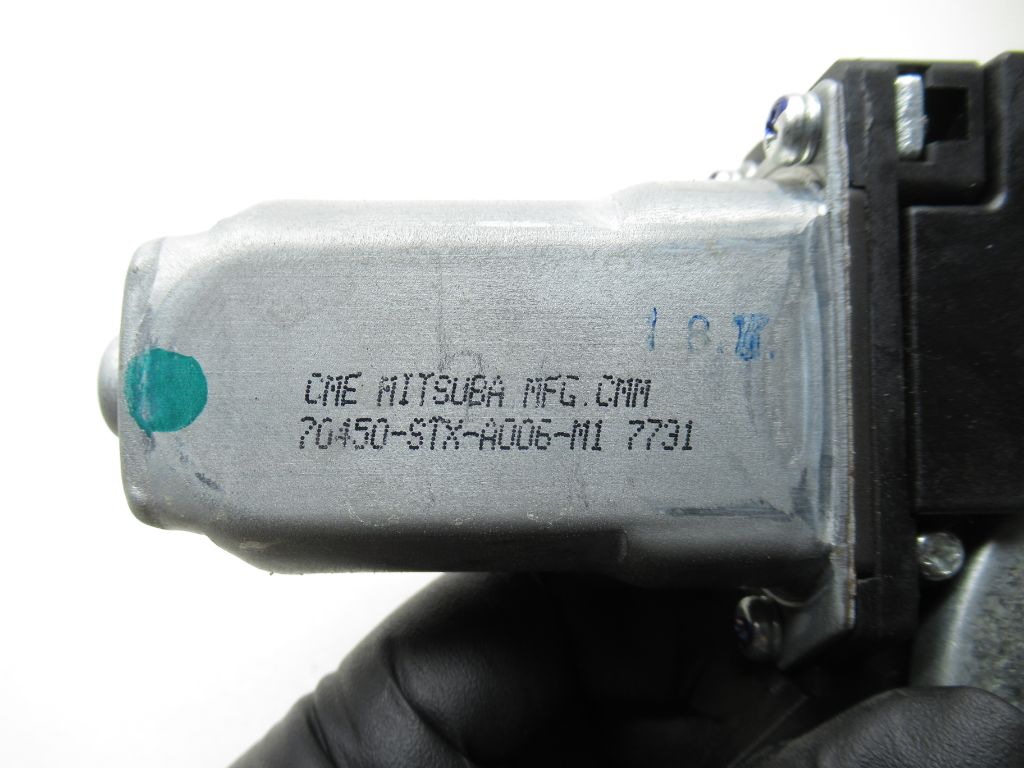 CME MITSUBA MFG.CMM
70450-STX-A006-M1 7731